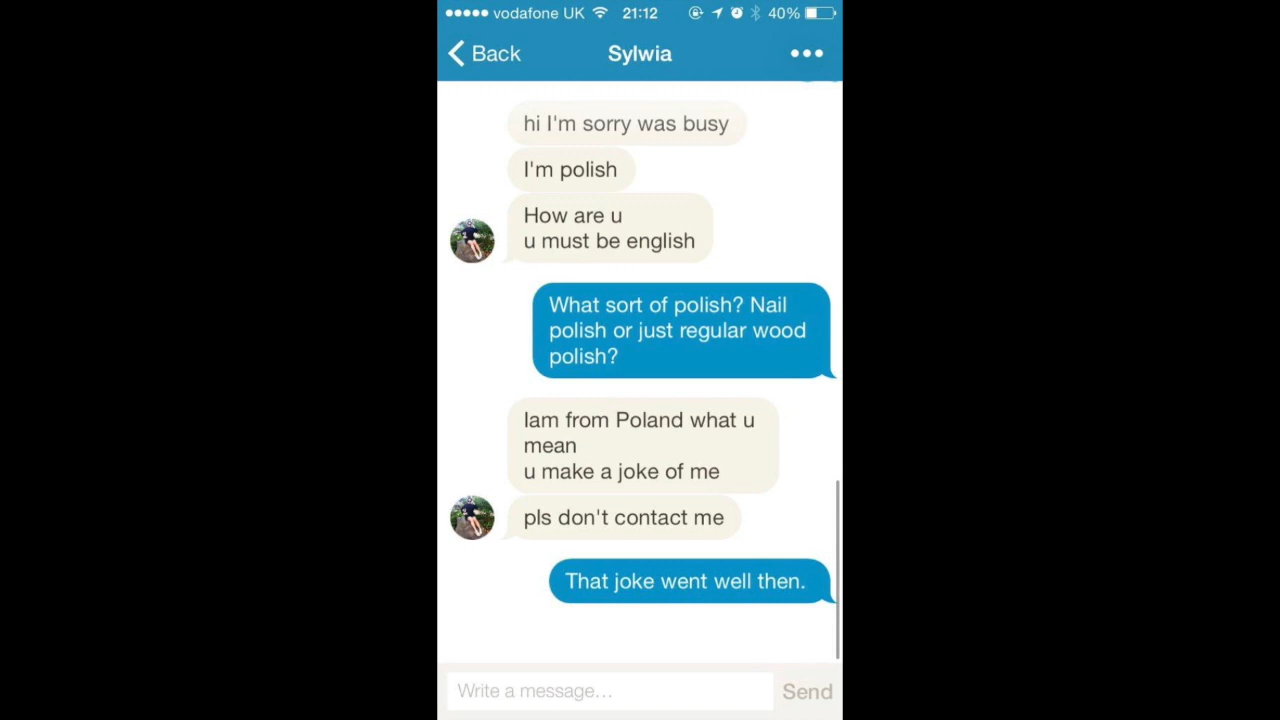 vodafone UK 21:12 40%
Back Sylwia
hi I'm sorry was busy
I'm polish
How are u
u must be english
What sort of polish? Nail
polish or just regular wood
polish?
Iam from Poland what u
mean
u make a joke of me
pls don't contact me
That joke went well then.
Write a message... Send